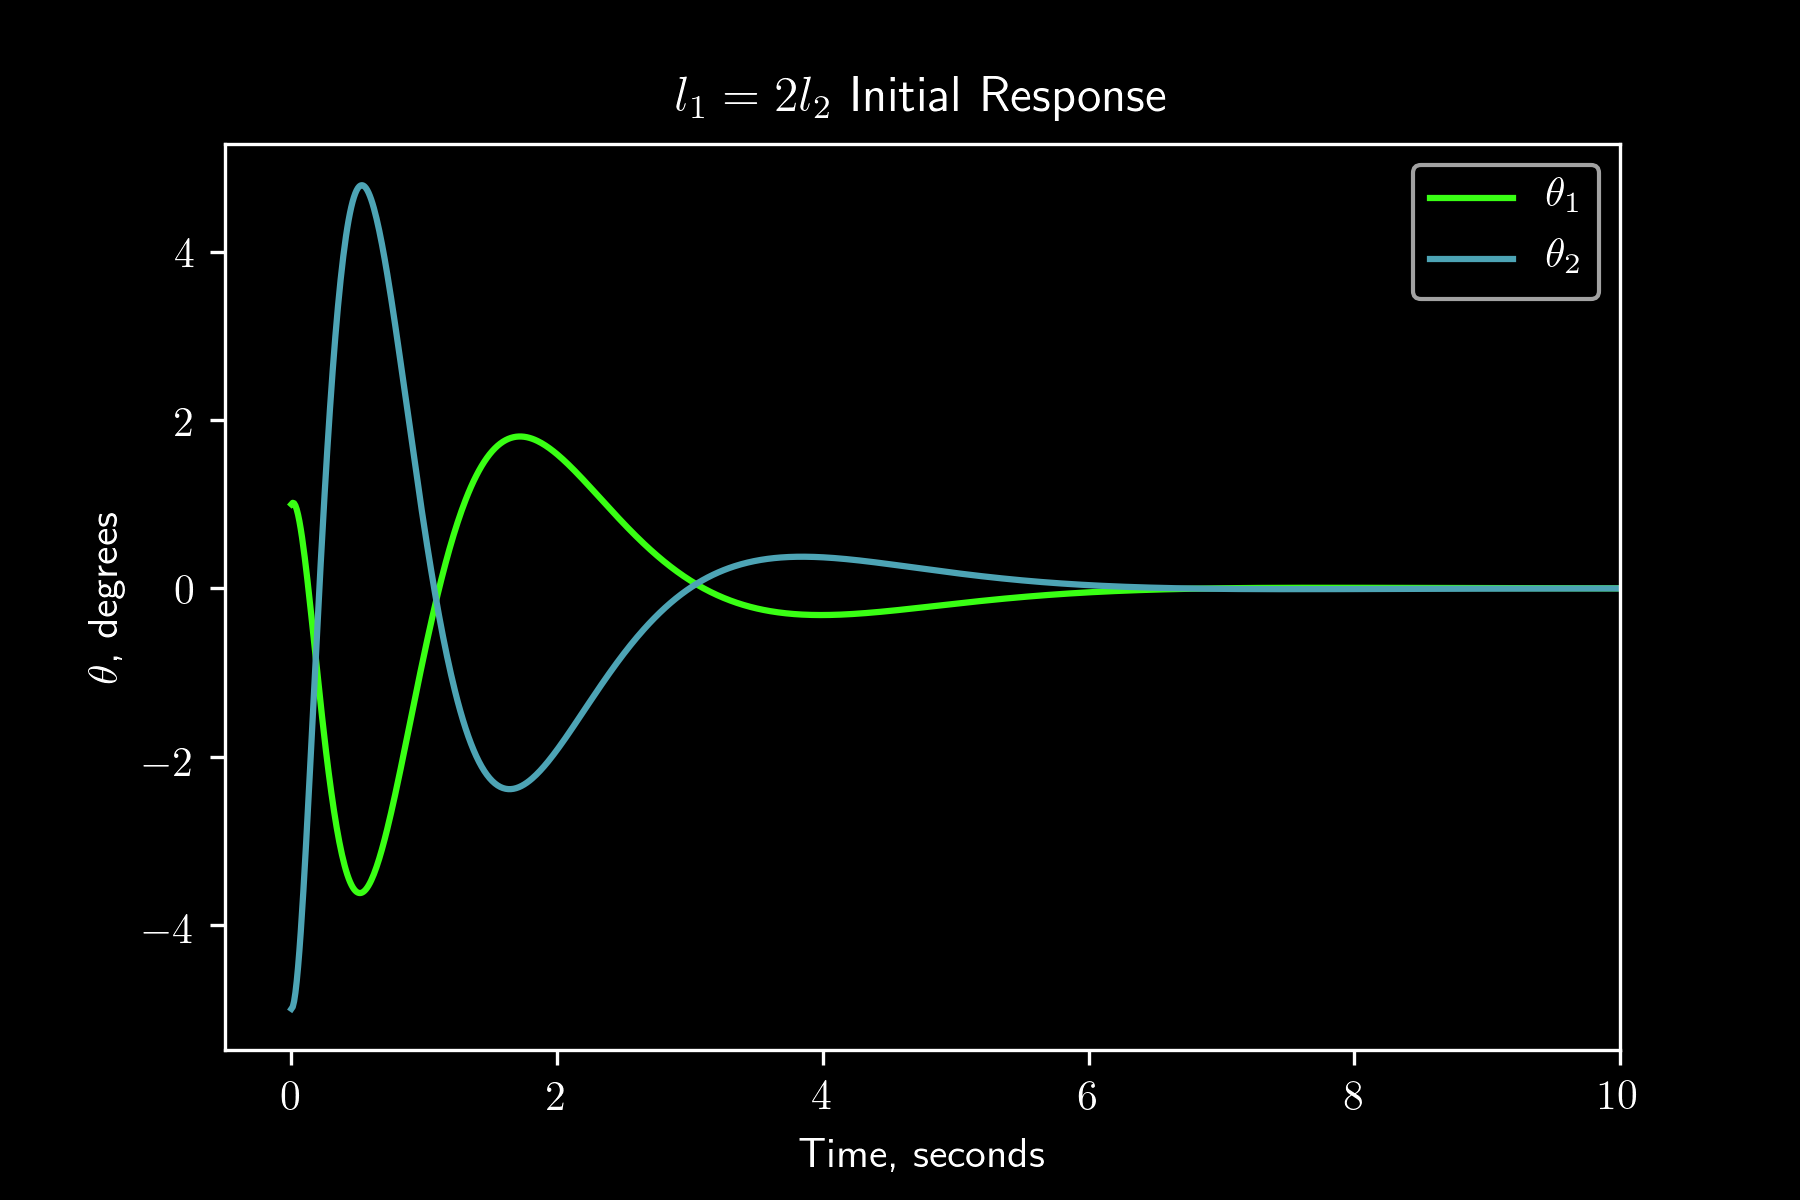 l₁ = 2l₂ Initial Response
θ₁
θ₂
θ, degrees
4
2
0
−2
−4
0 2 4 6 8 10
Time, seconds